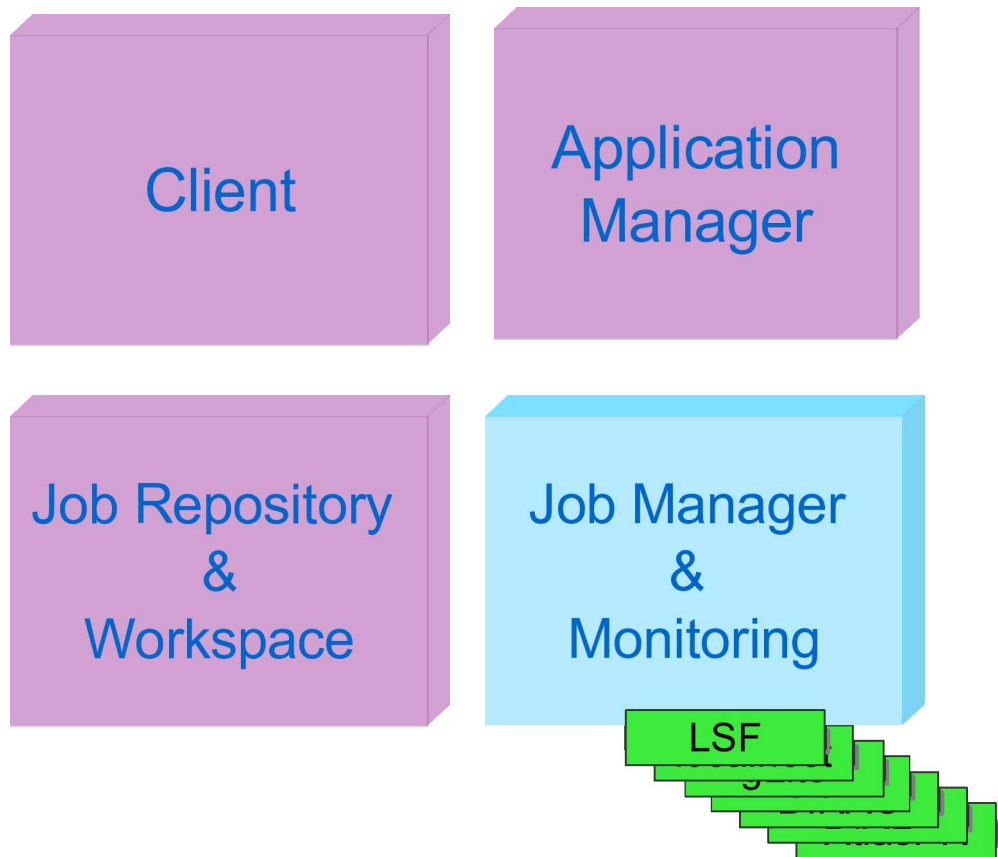 Client
Application
Manager
Job Repository
&
Workspace
Job Manager
&
Monitoring
LSF